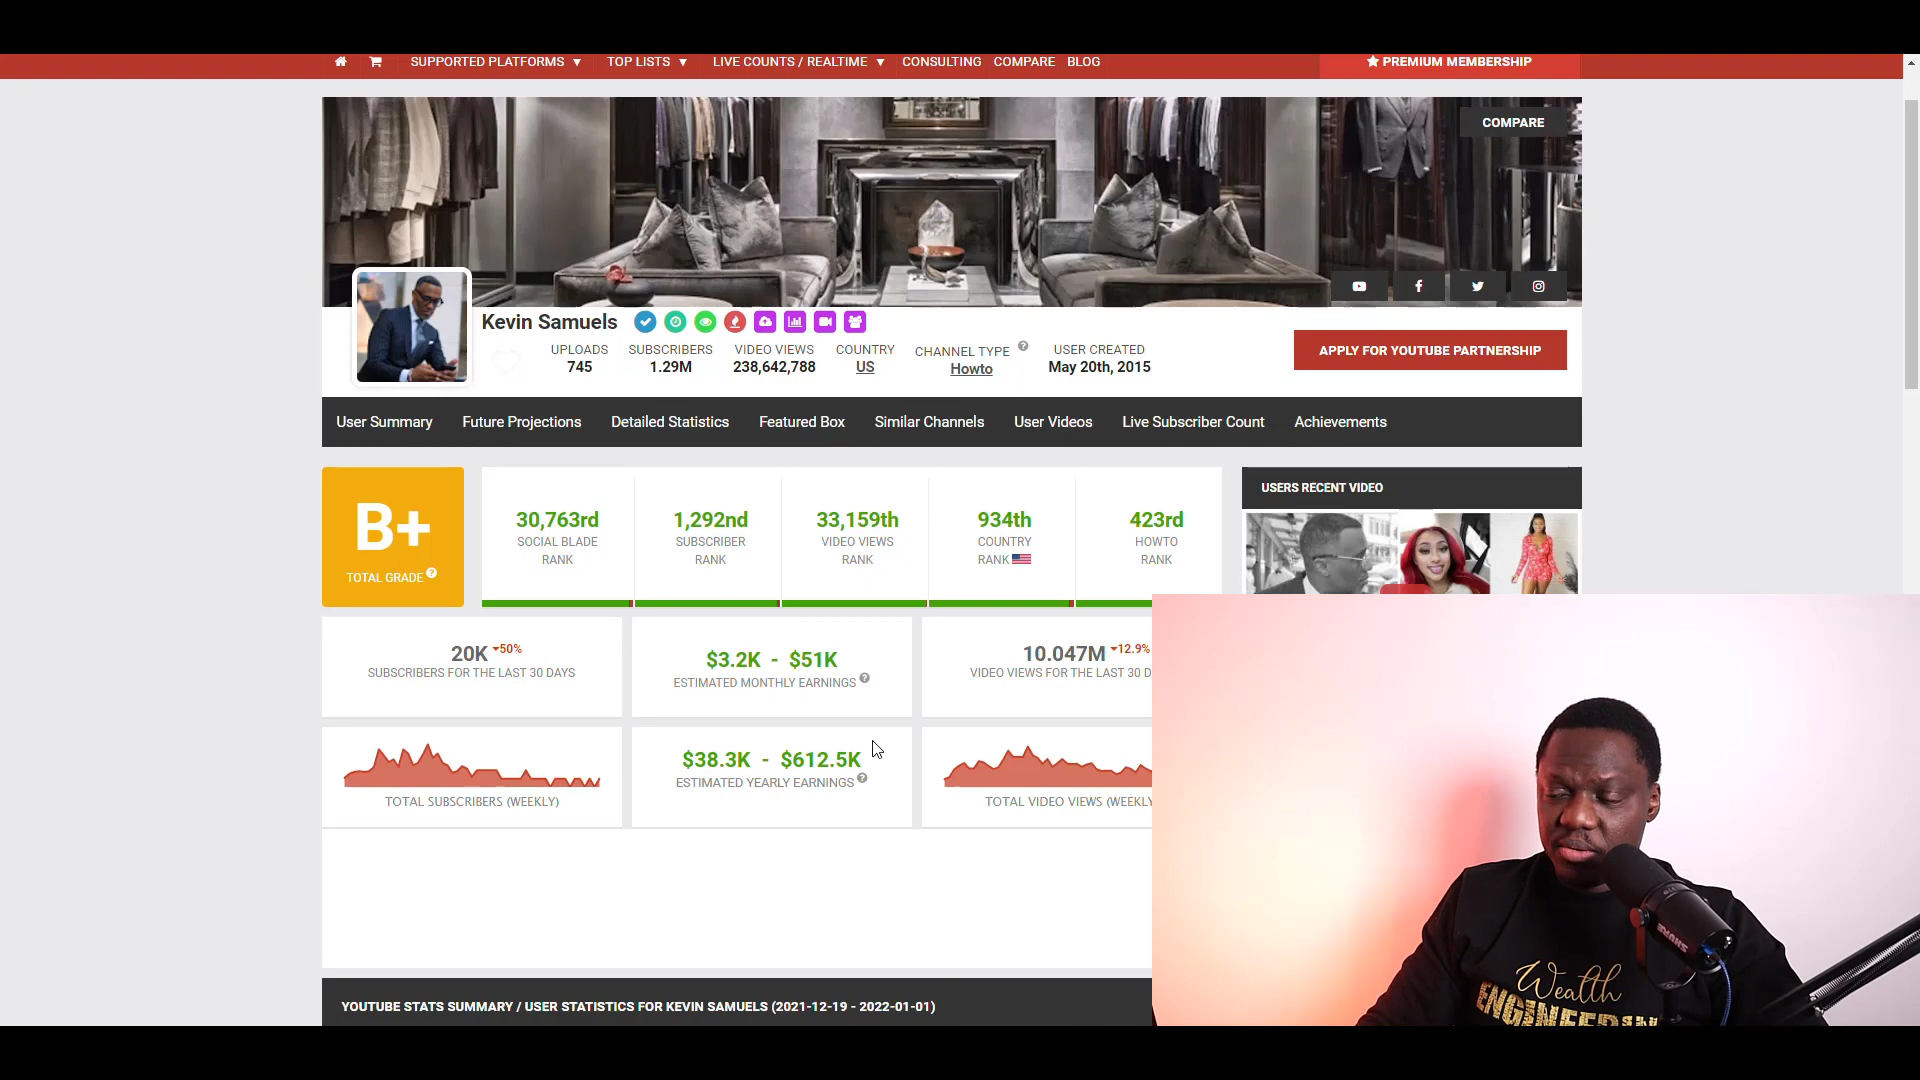 SUPPORTED PLATFORMS ▼ TOP LISTS ▼ LIVE COUNTS / REALTIME ▼ CONSULTING COMPARE BLOG PREMIUM MEMBERSHIP
COMPARE
Kevin Samuels
UPLOADS SUBSCRIBERS VIDEO VIEWS COUNTRY CHANNEL TYPE ? USER CREATED
745 1.29M 238,642,788 US Howto May 20th, 2015
APPLY FOR YOUTUBE PARTNERSHIP
User Summary Future Projections Detailed Statistics Featured Box Similar Channels User Videos Live Subscriber Count Achievements
B+
TOTAL GRADE ?
30,763rd
SOCIAL BLADE
RANK
1,292nd
SUBSCRIBER
RANK
33,159th
VIDEO VIEWS
RANK
934th
COUNTRY
RANK
423rd
HOWTO
RANK
USERS RECENT VIDEO
20K -50%
SUBSCRIBERS FOR THE LAST 30 DAYS
$3.2K - $51K
ESTIMATED MONTHLY EARNINGS ?
10.047M -12.9%
VIDEO VIEWS FOR THE LAST 30 D
TOTAL SUBSCRIBERS (WEEKLY)
$38.3K - $612.5K
ESTIMATED YEARLY EARNINGS ?
TOTAL VIDEO VIEWS (WEEKLY
YOUTUBE STATS SUMMARY / USER STATISTICS FOR KEVIN SAMUELS (2021-12-19 - 2022-01-01)
SHURE
Wealth
ENGINEERIN